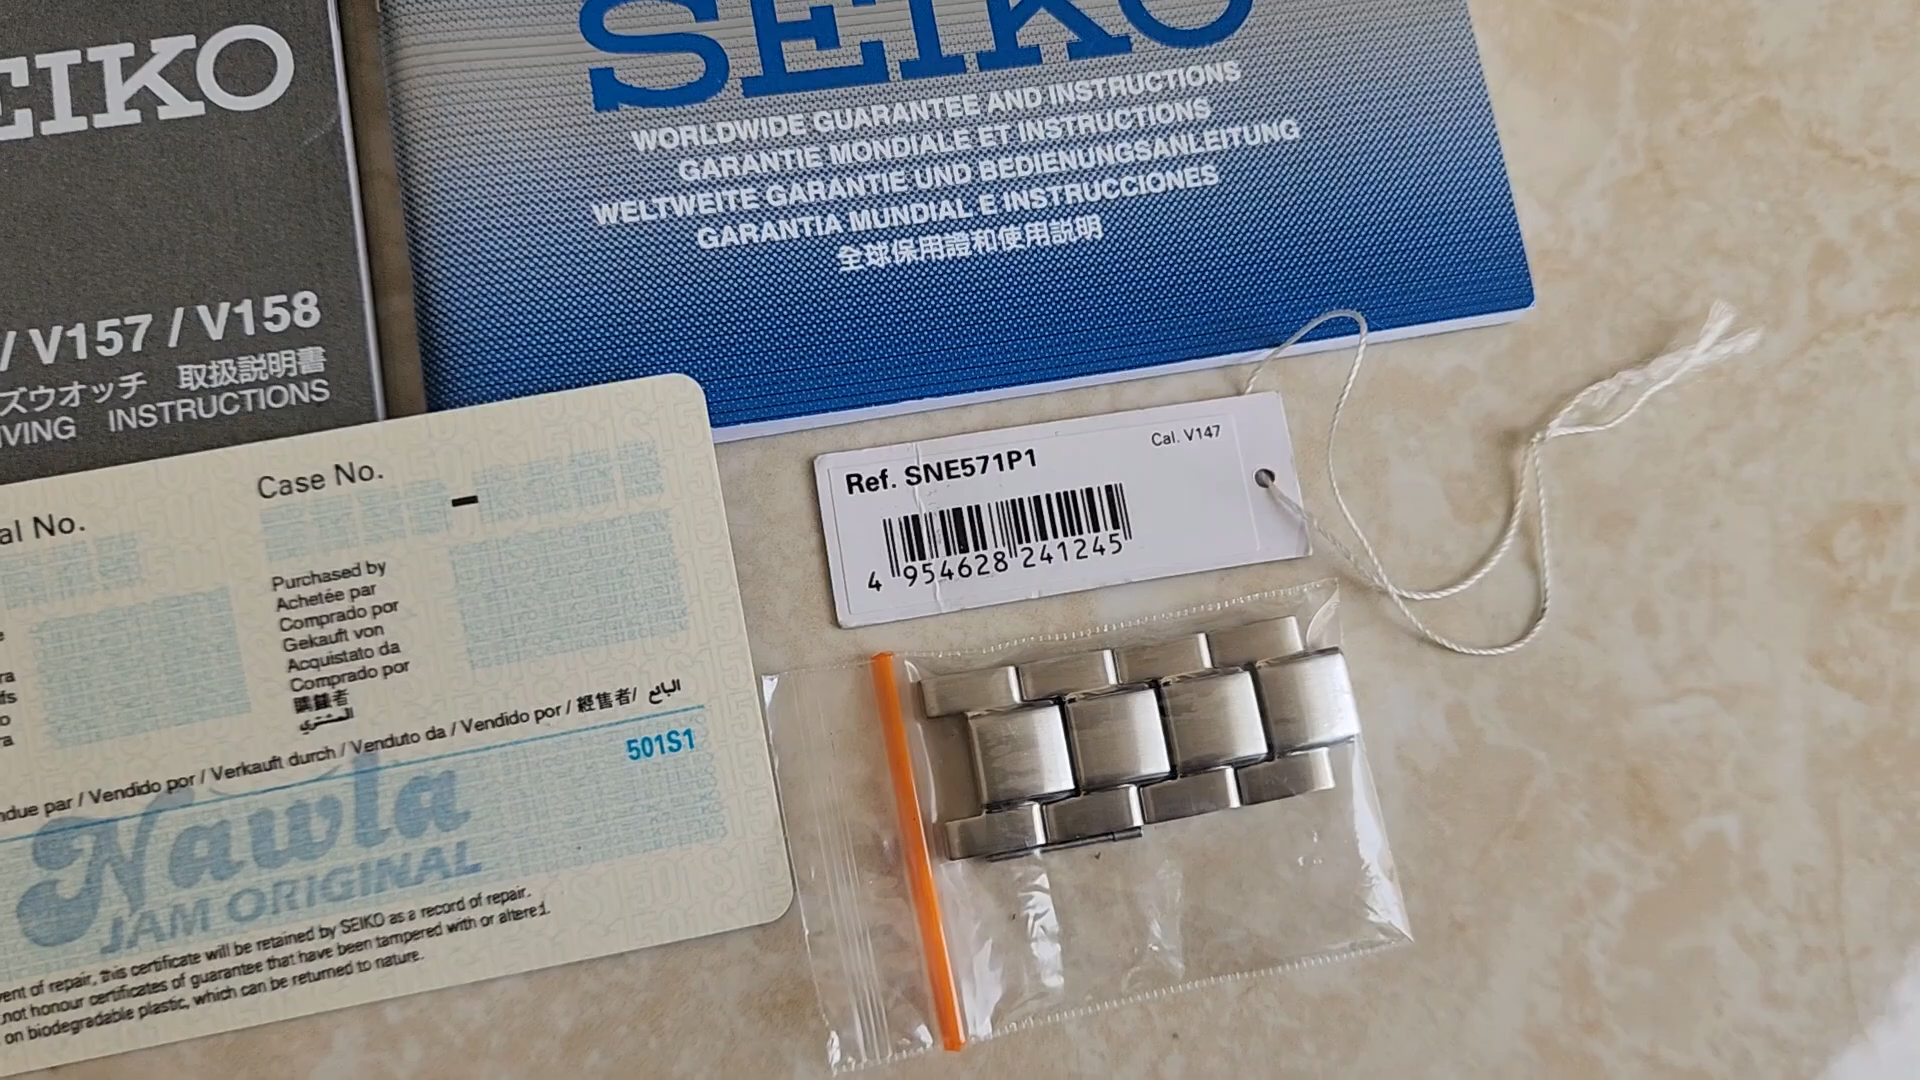 EIKO
/ V157 / V158
ズウオッチ 取扱説明書
VING INSTRUCTIONS
SEIKO
WORLDWIDE GUARANTEE AND INSTRUCTIONS
GARANTIE MONDIALE ET INSTRUCTIONS
WELTWEITE GARANTIE UND BEDIENUNGSANLEITUNG
GARANTIA MUNDIAL E INSTRUCCIONES
全球保用證和使用説明
Ref. SNE571P1
Cal. V147
4 954628 241245
al No.
Case No.
Purchased by
Achetée par
Comprado por
Gekauft von
Acquistato da
Comprado por
購錶者
المشتري
ndue par / Vendido por / Verkauft durch / Venduto da / Vendido por / 經售者/ البائع
501S1
Nawla
JAM ORIGINAL
vent of repair, this certificate will be retained by SEIKO as a record of repair.
not honour certificates of guarantee that have been tampered with or altered.
on biodegradable plastic, which can be returned to nature.